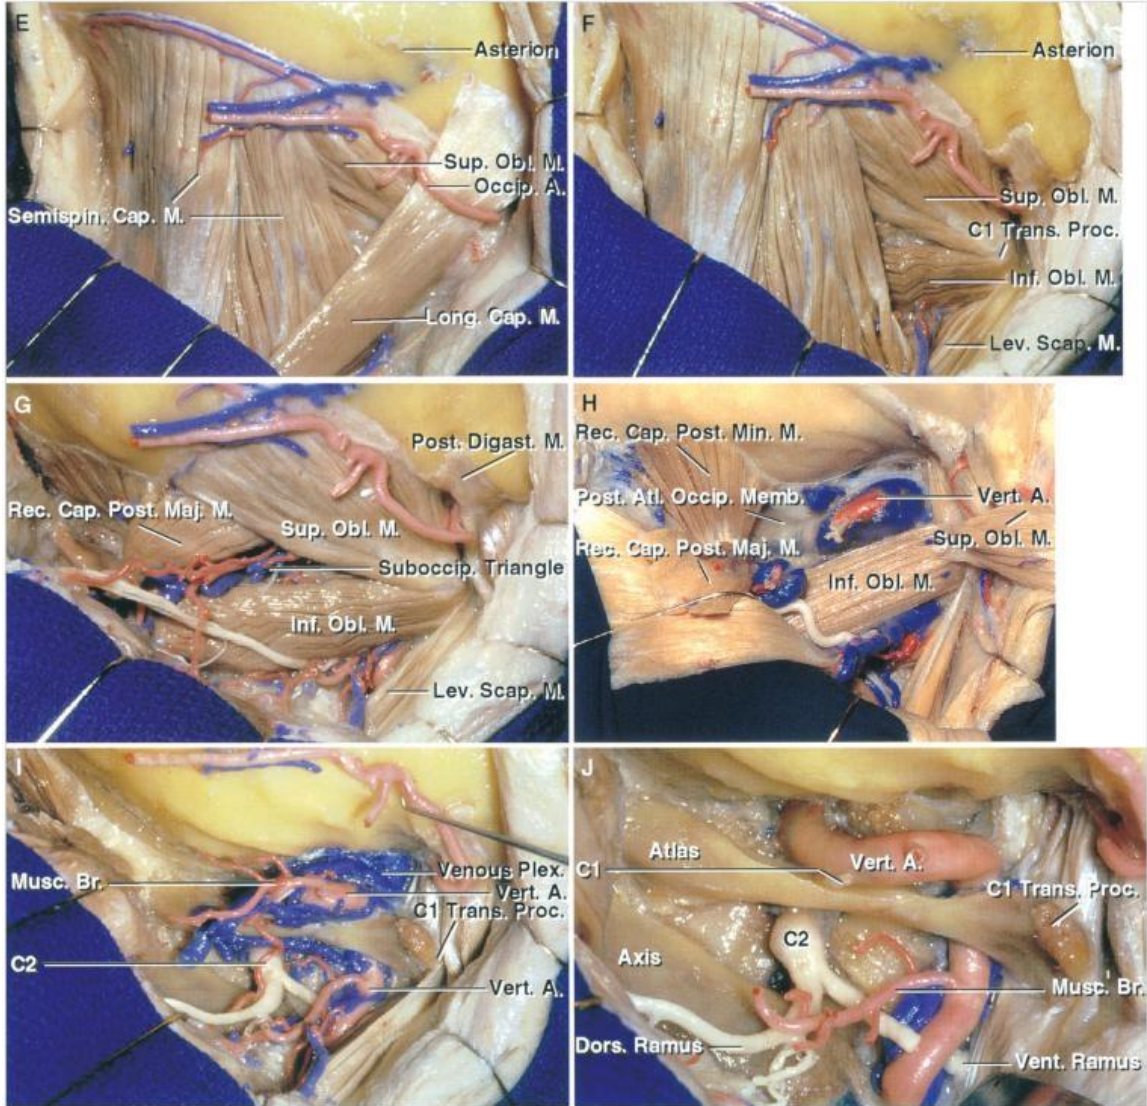 E
Asterion
Sup. Obl. M.
Occip. A.
Semispin. Cap. M.
Long. Cap. M.
F
Asterion
Sup. Obl. M.
C1 Trans. Proc.
Inf. Obl. M.
Lev. Scap. M.
G
Post. Digast. M.
Rec. Cap. Post. Maj. M.
Sup. Obl. M.
Suboccip. Triangle
Inf. Obl. M.
Lev. Scap. M.
H
Rec. Cap. Post. Min. M.
Post. Atl. Occip. Memb.
Vert. A.
Sup. Obl. M.
Rec. Cap. Post. Maj. M.
Inf. Obl. M.
I
Musc. Br.
Venous Plex.
Vert. A.
C1 Trans. Proc.
C2
Vert. A.
J
Atlas
Vert. A.
C1
C1 Trans. Proc.
C2
Axis
Musc. Br.
Dors. Ramus
Vent. Ramus